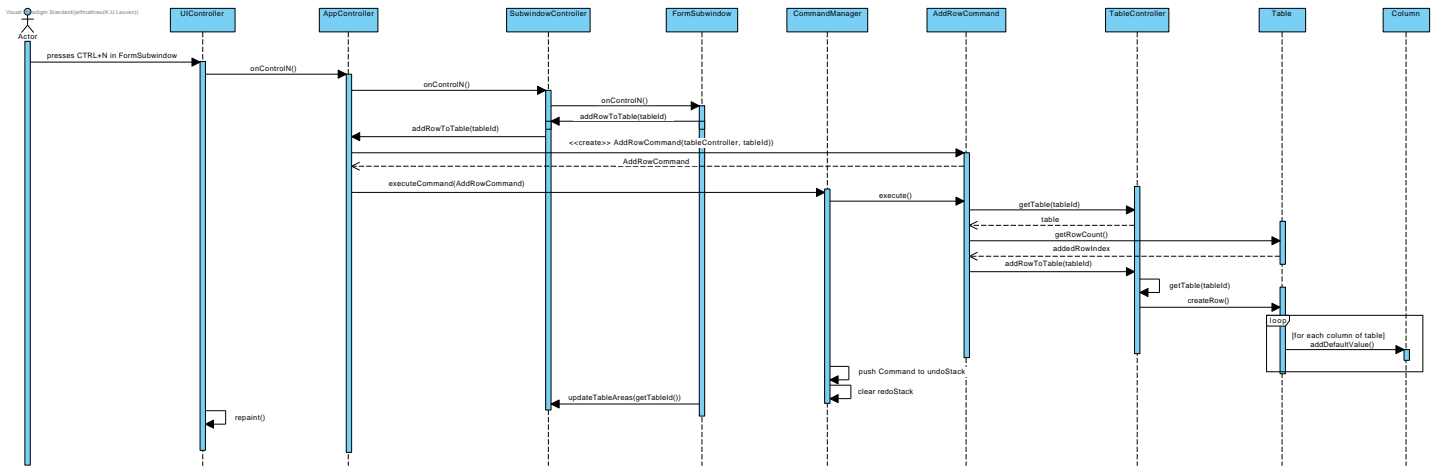 Visual Paradigm Standard(jeffmathieu(K.U.Leuven))
Actor
UIController
AppController
SubwindowController
FormSubwindow
CommandManager
AddRowCommand
TableController
Table
Column
presses CTRL+N in FormSubwindow
onControlN()
onControlN()
onControlN()
addRowToTable(tableId)
addRowToTable(tableId)
<<create>> AddRowCommand(tableController, tableId))
AddRowCommand
executeCommand(AddRowCommand)
execute()
getTable(tableId)
table
getRowCount()
addedRowIndex
addRowToTable(tableId)
getTable(tableId)
createRow()
loop
[for each column of table]
addDefaultValue()
push Command to undoStack
clear redoStack
updateTableAreas(getTableId())
repaint()